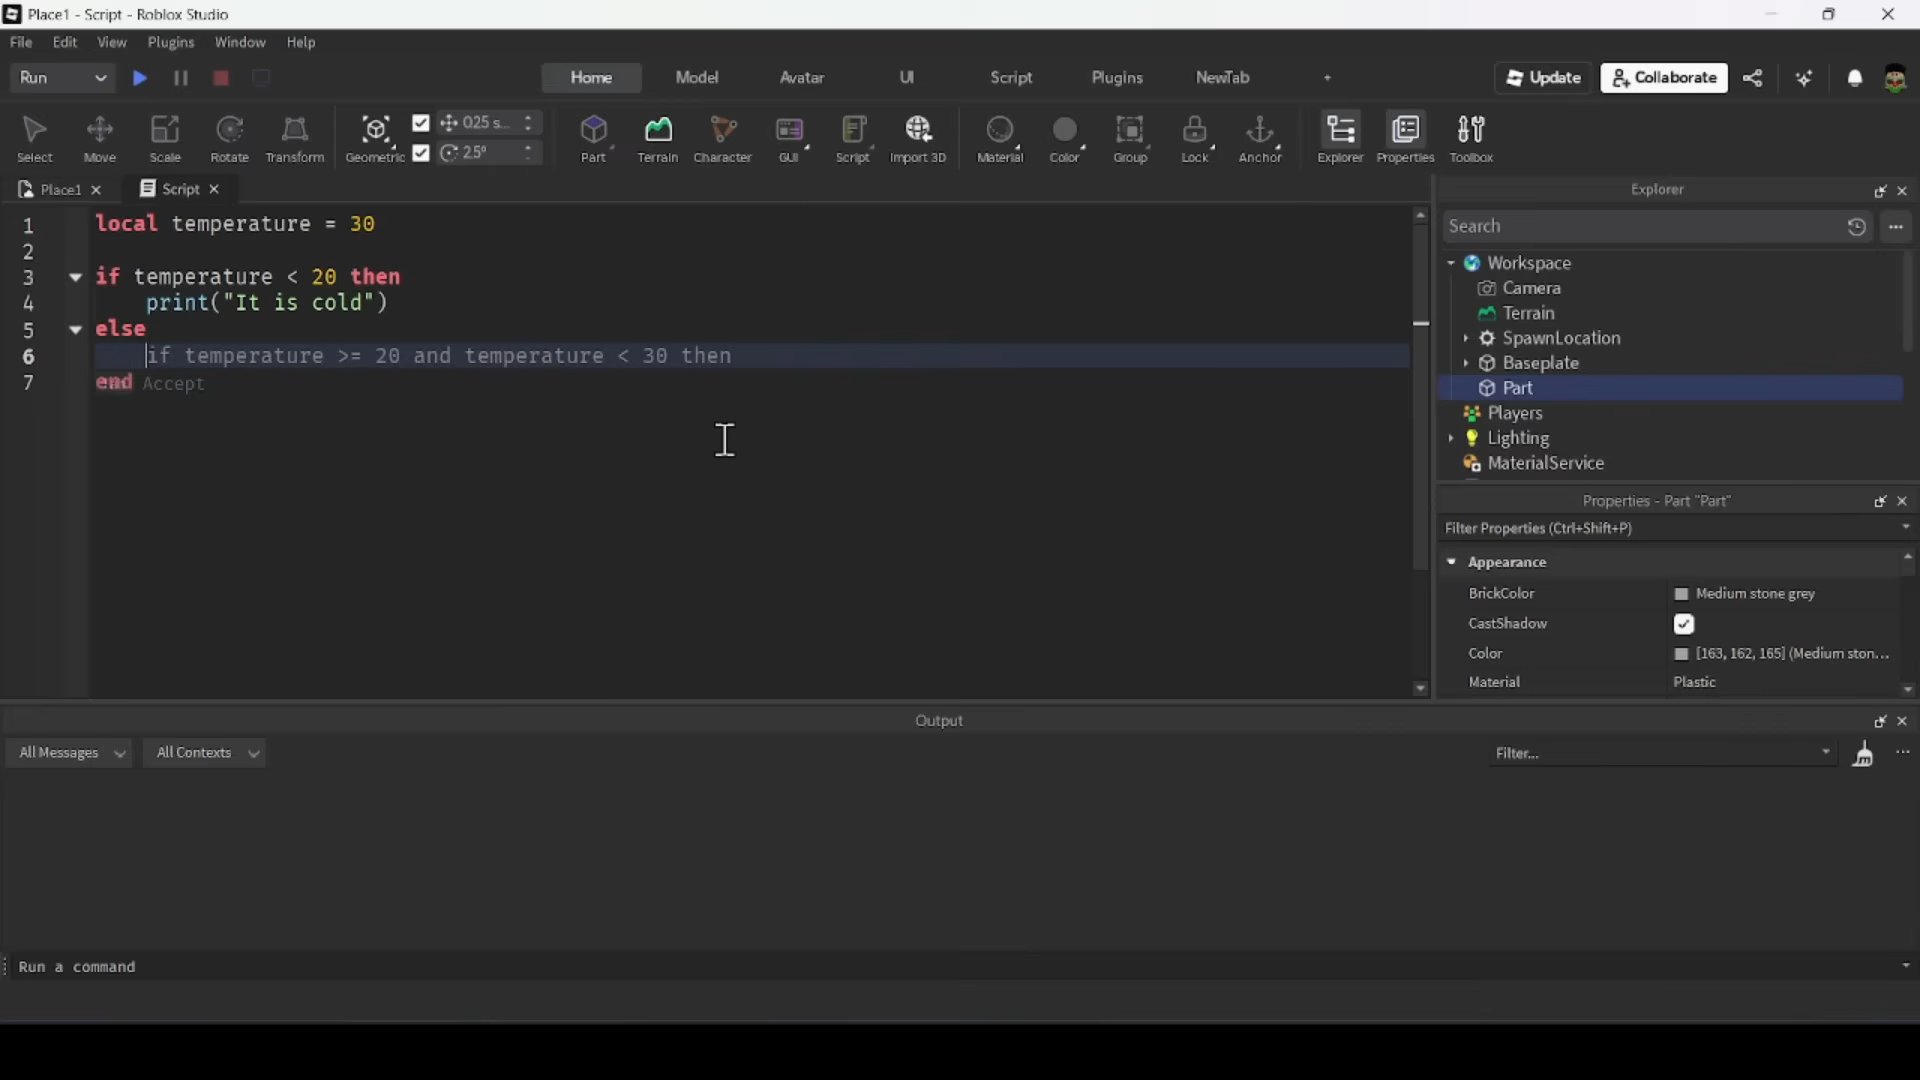 Place1 - Script - Roblox Studio
File Edit View Plugins Window Help
Run Home Model Avatar UI Script Plugins NewTab + Update Collaborate
025 s...
2.5°
Select Move Scale Rotate Transform Geometric Part Terrain Character GUI Script Import 3D Material Color Group Lock Anchor Explorer Properties Toolbox
Place1 Script
1 local temperature = 30
2
3 if temperature < 20 then
4 print("It is cold")
5 else
6 if temperature >= 20 and temperature < 30 then
7 end Accept
Explorer
Search
Workspace
Camera
Terrain
SpawnLocation
Baseplate
Part
Players
Lighting
MaterialService
Properties - Part "Part"
Filter Properties (Ctrl+Shift+P)
Appearance
BrickColor Medium stone grey
CastShadow
Color [163, 162, 165] (Medium ston...
Material Plastic
Output
All Messages All Contexts Filter...
Run a command